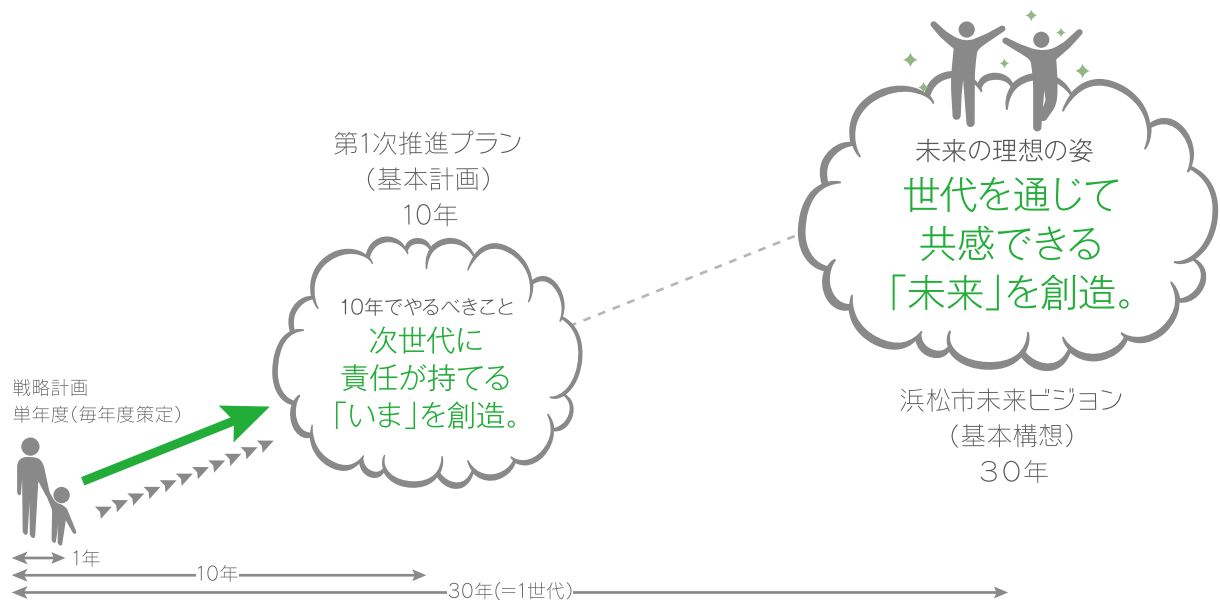 未来の理想の姿
世代を通じて
共感できる
「未来」を創造。
浜松市未来ビジョン
(基本構想)
30年
第1次推進プラン
(基本計画)
10年
10年でやるべきこと
次世代に
責任が持てる
「いま」を創造。
戦略計画
単年度(毎年度策定)
1年
10年
30年(=1世代)